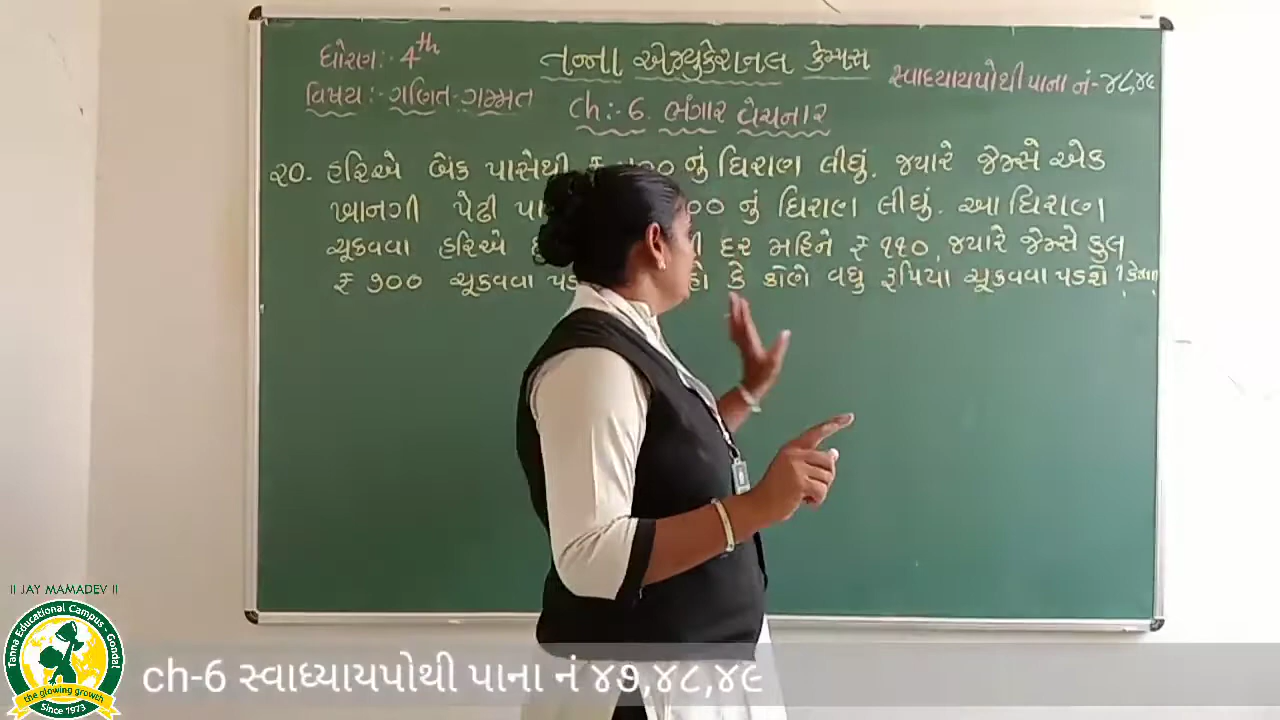 ધોરણ:- 4th
તન્ના એજ્યુકેશનલ કેમ્પસ
સ્વાધ્યાયપોથી પાના નં-૪૮,૪૯
વિષય:- ગણિત-ગમ્મત
ch:- 6. ભંગાર વેચનાર
૨૦. હરિએ બેંક પાસેથી ₹ ૦૦ નું ધિરાણ લીધું. જ્યારે જેમ્સે એક
ખાનગી પેઢી પા ૦૦ નું ધિરાણ લીધું. આ ધિરાણ
ચૂકવવા હરિએ દર મહિને ₹ ૧૧૦, જ્યારે જેમ્સે કુલ
₹ ૭૦૦ ચૂકવવા કે કોણે વધુ રૂપિયા ચૂકવવા પડશે ?
|| JAY MAMADEV ||
Tanna Educational Campus - Gondal
the glowing growth
Since 1973
ch-6 સ્વાધ્યાયપોથી પાના નં ૪૭,૪૮,૪૯